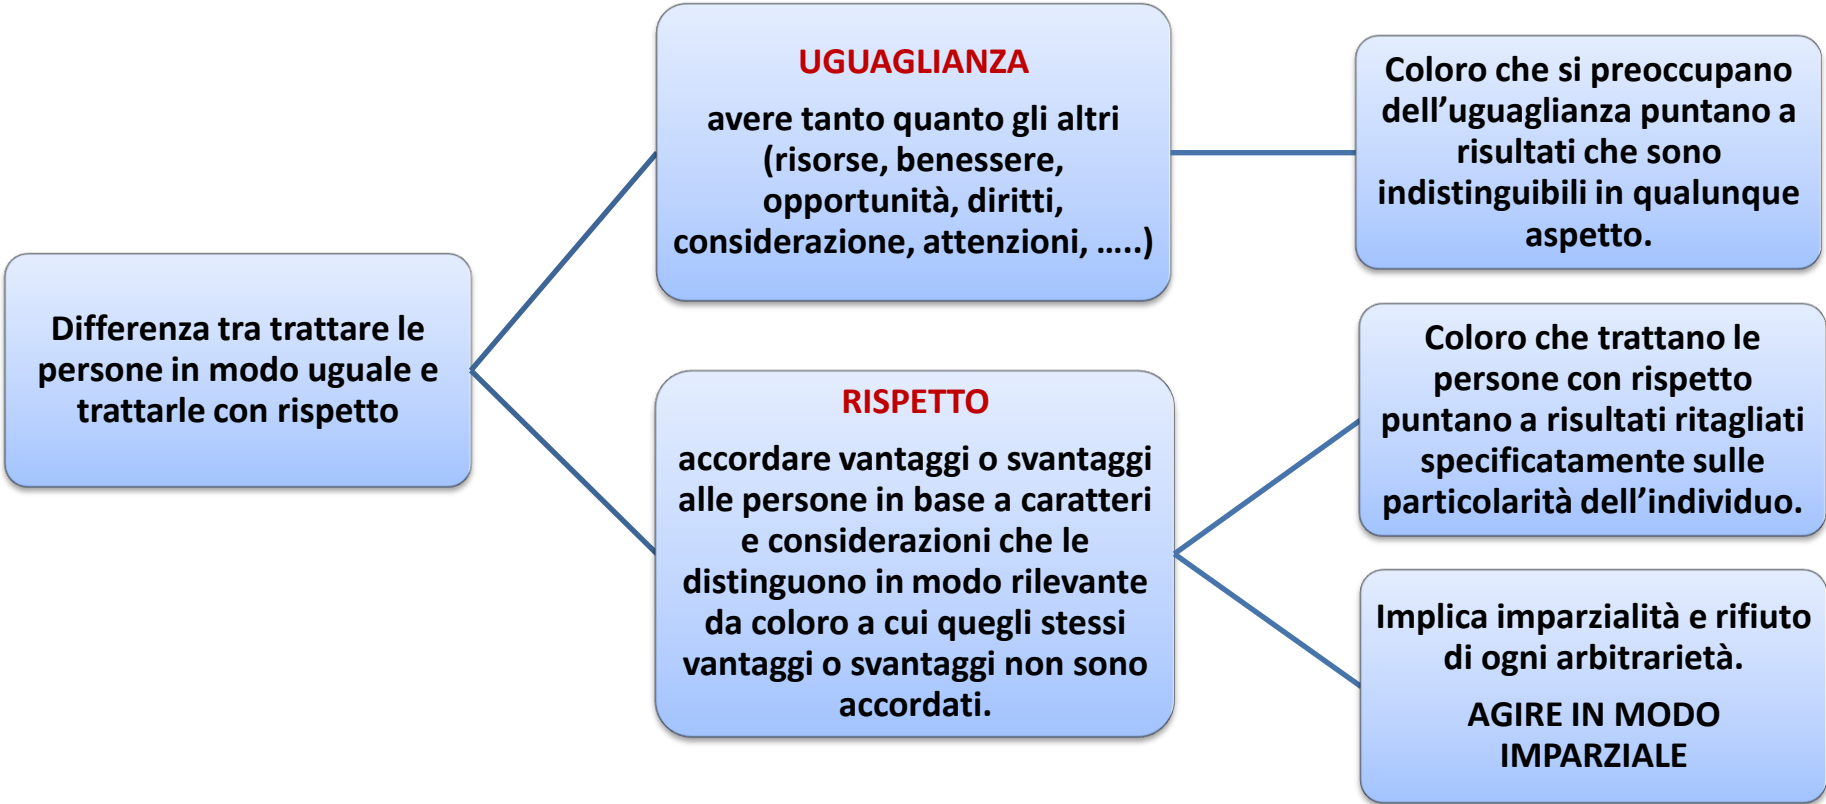 Differenza tra trattare le
persone in modo uguale e
trattarle con rispetto
UGUAGLIANZA
avere tanto quanto gli altri
(risorse, benessere,
opportunità, diritti,
considerazione, attenzioni, …..)
Coloro che si preoccupano
dell’uguaglianza puntano a
risultati che sono
indistinguibili in qualunque
aspetto.
RISPETTO
accordare vantaggi o svantaggi
alle persone in base a caratteri
e considerazioni che le
distinguono in modo rilevante
da coloro a cui quegli stessi
vantaggi o svantaggi non sono
accordati.
Coloro che trattano le
persone con rispetto
puntano a risultati ritagliati
specificatamente sulle
particolarità dell’individuo.
Implica imparzialità e rifiuto
di ogni arbitrarietà.
AGIRE IN MODO
IMPARZIALE